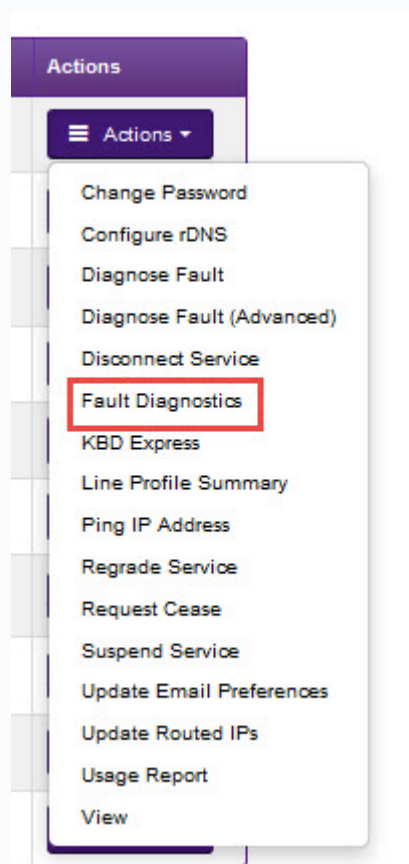 Actions
Actions
Change Password
Configure rDNS
Diagnose Fault
Diagnose Fault (Advanced)
Disconnect Service
Fault Diagnostics
KBD Express
Line Profile Summary
Ping IP Address
Regrade Service
Request Cease
Suspend Service
Update Email Preferences
Update Routed IPs
Usage Report
View